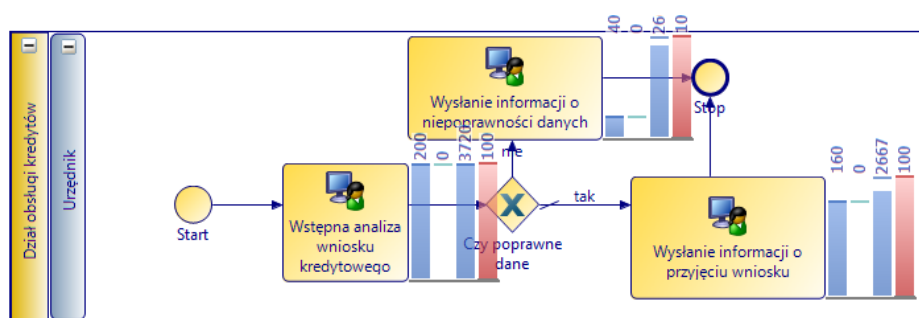 Dział obsługi kredytów
Urzędnik
Start
Wstępna analiza
wniosku
kredytowego
200
0
3720
100
Wysłanie informacji o
niepoprawności danych
40
0
26
10
Stop
nie
Czy poprawne
dane
tak
Wysłanie informacji o
przyjęciu wniosku
160
0
2667
100